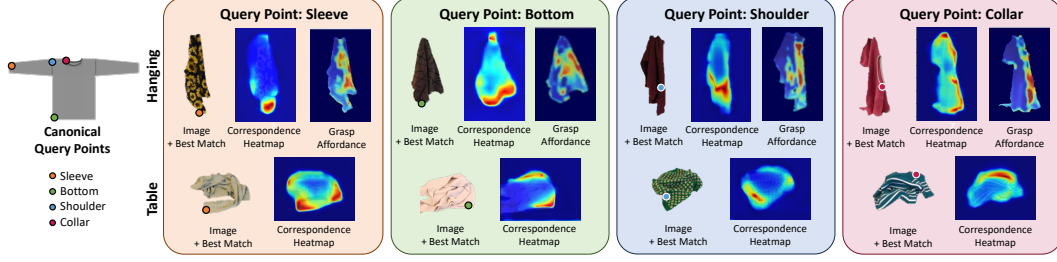 Canonical
Query Points
Sleeve
Bottom
Shoulder
Collar
Hanging
Table
Query Point: Sleeve
Image
+ Best Match
Correspondence
Heatmap
Grasp
Affordance
Image
+ Best Match
Correspondence
Heatmap
Query Point: Bottom
Image
+ Best Match
Correspondence
Heatmap
Grasp
Affordance
Image
+ Best Match
Correspondence
Heatmap
Query Point: Shoulder
Image
+ Best Match
Correspondence
Heatmap
Grasp
Affordance
Image
+ Best Match
Correspondence
Heatmap
Query Point: Collar
Image
+ Best Match
Correspondence
Heatmap
Grasp
Affordance
Image
+ Best Match
Correspondence
Heatmap